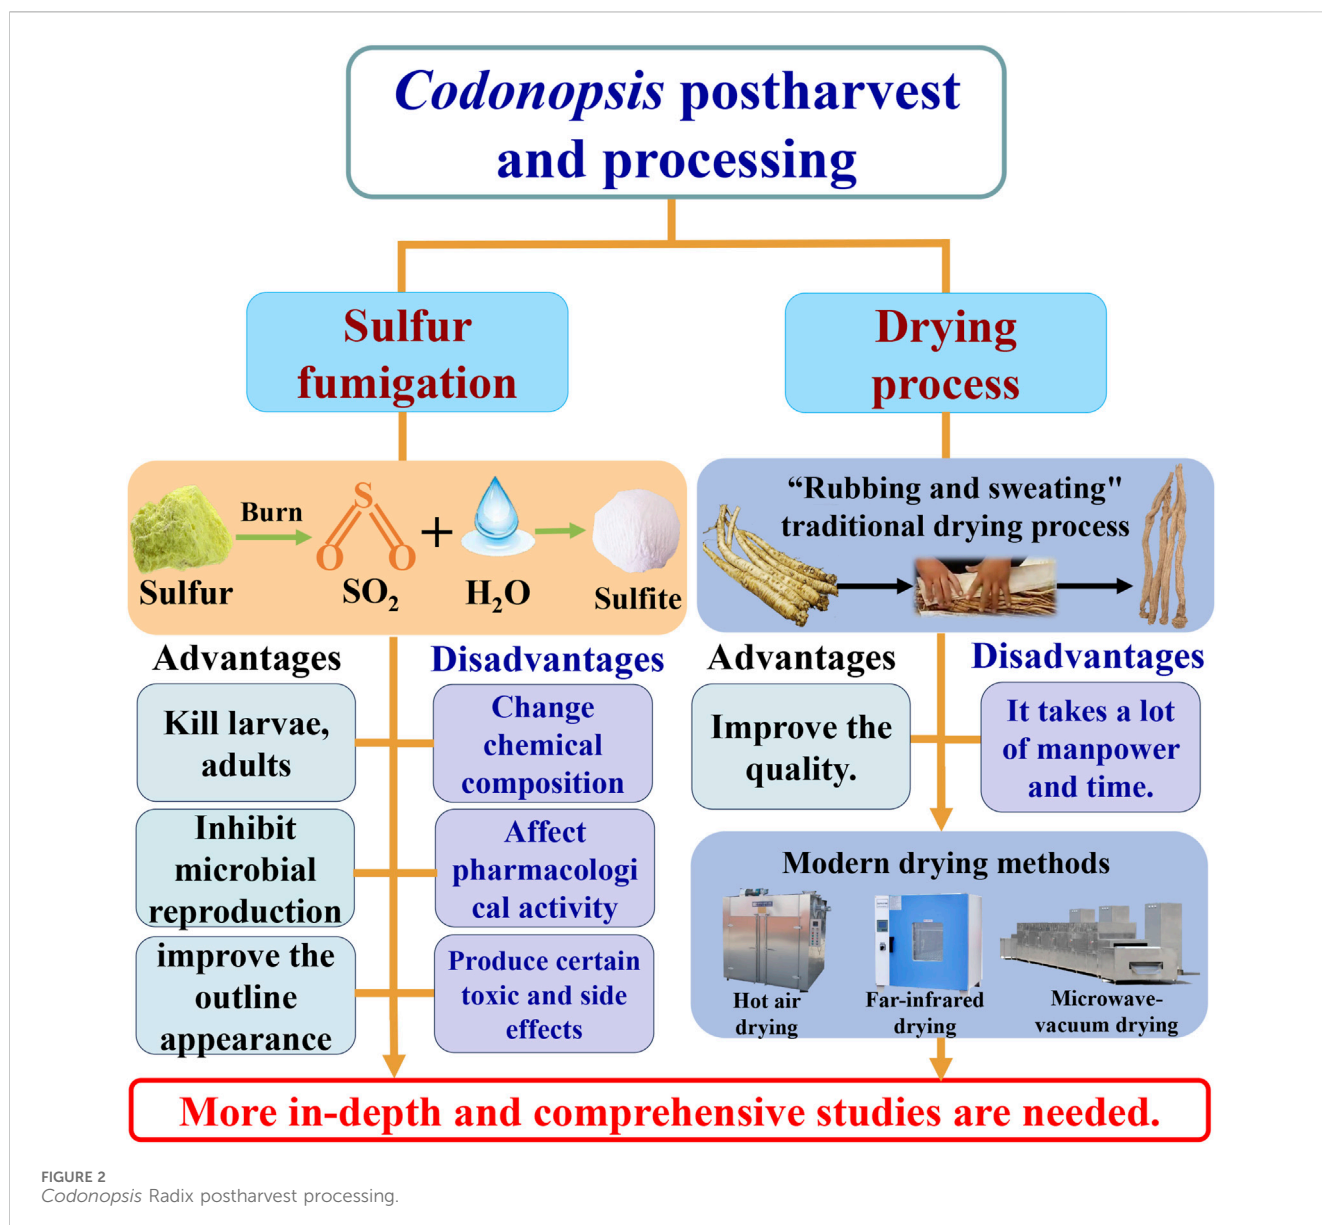 Codonopsis postharvest
and processing
Sulfur
fumigation
Burn
S
O
O
+
Sulfur
SO₂
H₂O
Sulfite
Advantages
Disadvantages
Kill larvae,
adults
Change
chemical
composition
Inhibit
microbial
reproduction
Affect
pharmacologi
cal activity
improve the
outline
appearance
Produce certain
toxic and side
effects
Drying
process
“Rubbing and sweating"
traditional drying process
Advantages
Disadvantages
Improve the
quality.
It takes a lot
of manpower
and time.
Modern drying methods
Hot air
drying
Far-infrared
drying
Microwave-
vacuum drying
More in-depth and comprehensive studies are needed.
FIGURE 2
Codonopsis Radix postharvest processing.